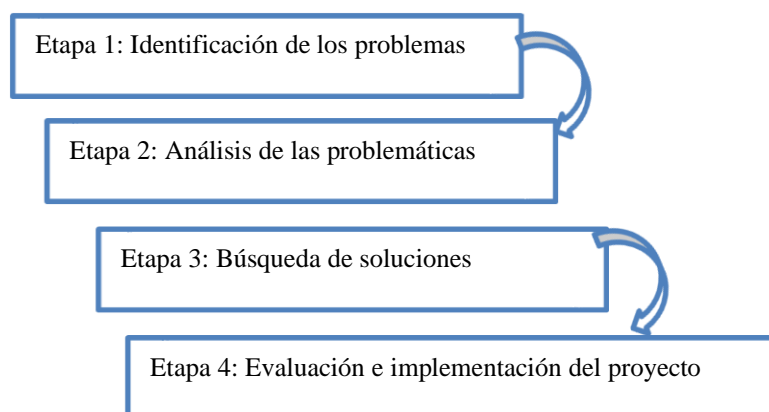 Etapa 1: Identificación de los problemas
Etapa 2: Análisis de las problemáticas
Etapa 3: Búsqueda de soluciones
Etapa 4: Evaluación e implementación del proyecto